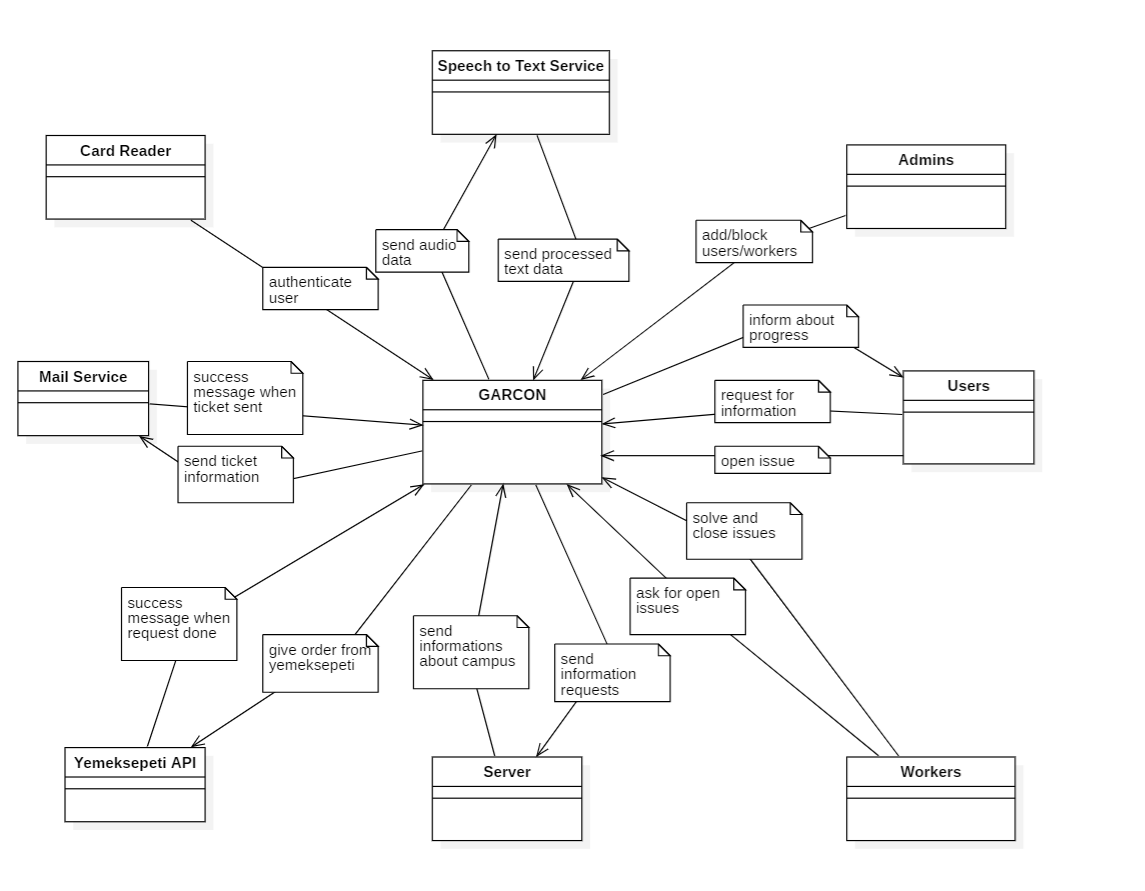 Speech to Text Service
Card Reader
Admins
add/block
users/workers
send audio
data
send processed
text data
authenticate
user
inform about
progress
Mail Service
success
message when
ticket sent
GARCON
Users
request for
information
send ticket
information
open issue
solve and
close issues
ask for open
issues
success
message when
request done
give order from
yemeksepeti
send
informations
about campus
send
information
requests
Yemeksepeti API
Server
Workers